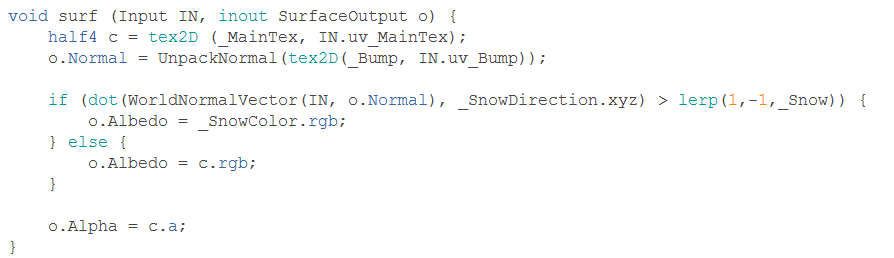 void surf (Input IN, inout SurfaceOutput o) {
    half4 c = tex2D (_MainTex, IN.uv_MainTex);
    o.Normal = UnpackNormal(tex2D(_Bump, IN.uv_Bump));

    if (dot(WorldNormalVector(IN, o.Normal), _SnowDirection.xyz) > lerp(1,-1,_Snow)) {
        o.Albedo = _SnowColor.rgb;
    } else {
        o.Albedo = c.rgb;
    }

    o.Alpha = c.a;
}